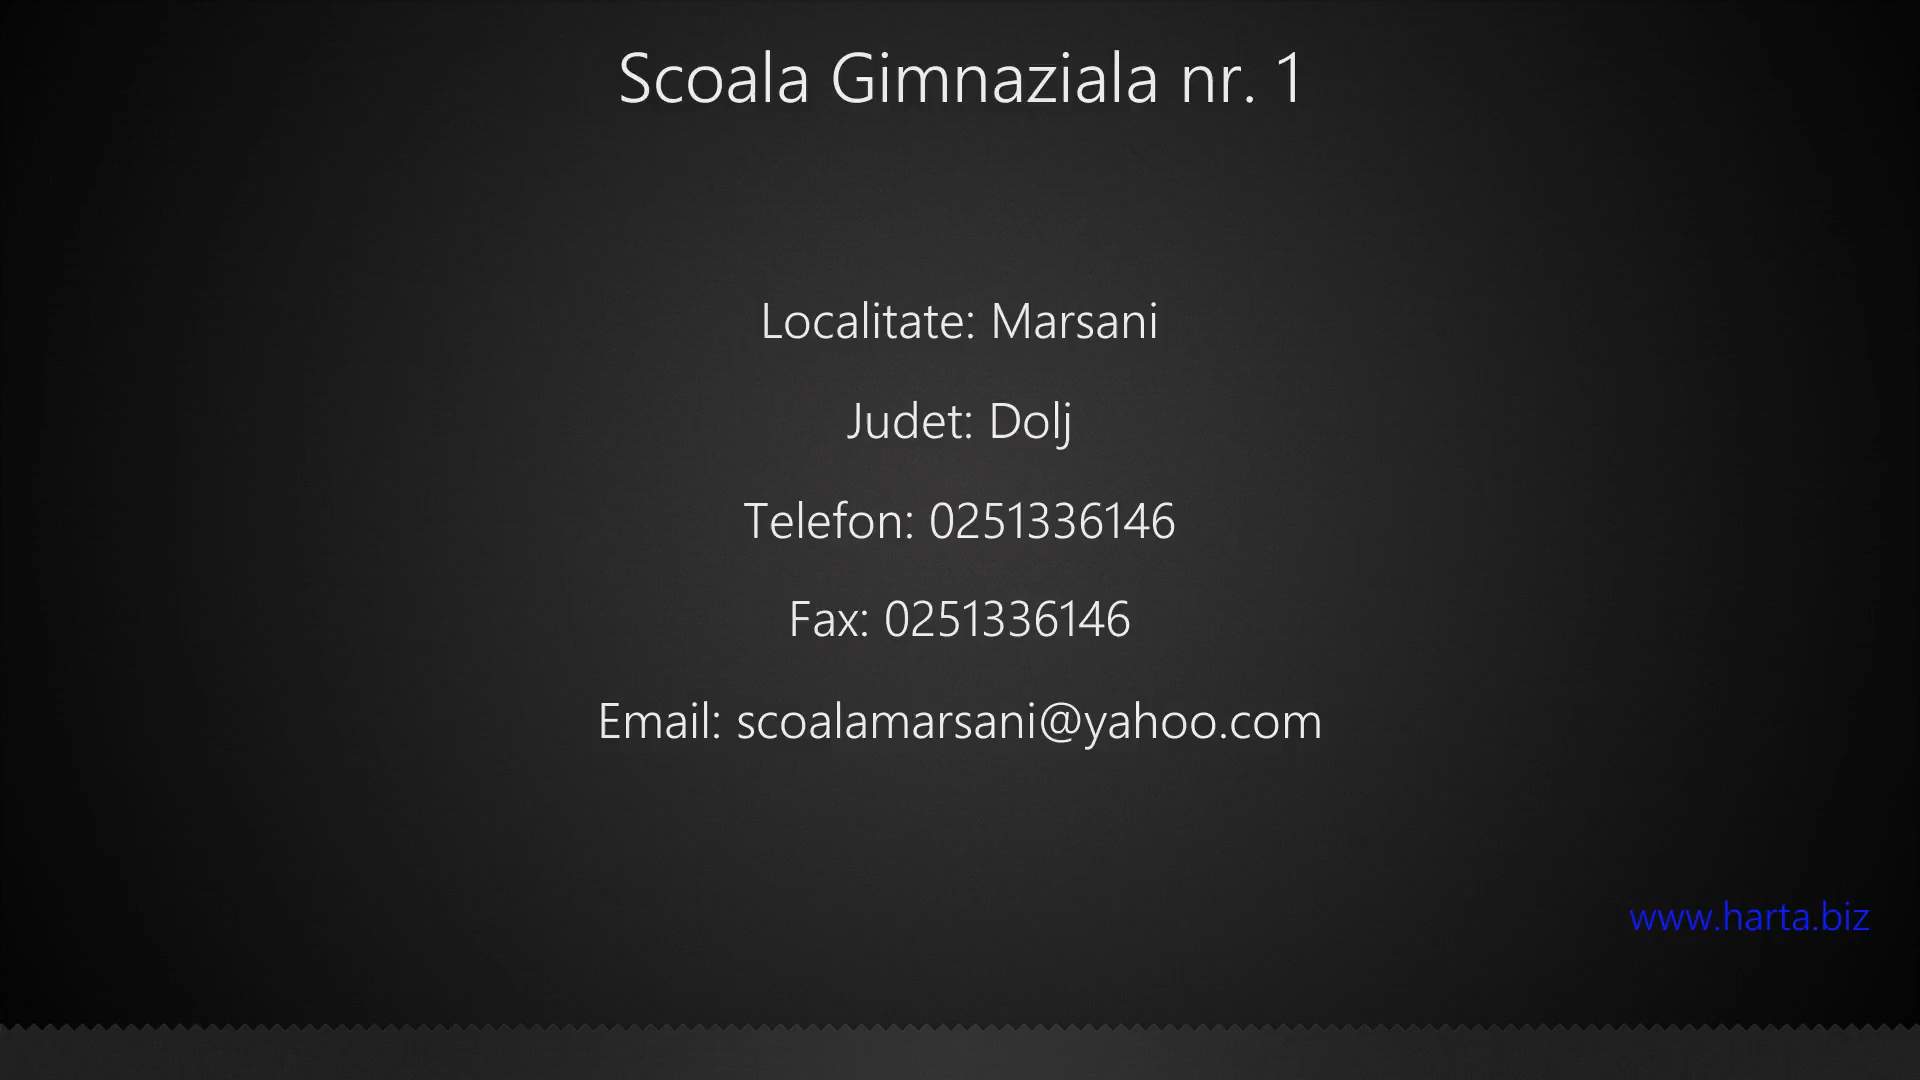 Scoala Gimnaziala nr. 1
Localitate: Marsani
Judet: Dolj
Telefon: 0251336146
Fax: 0251336146
Email: scoalamarsani@yahoo.com
www.harta.biz